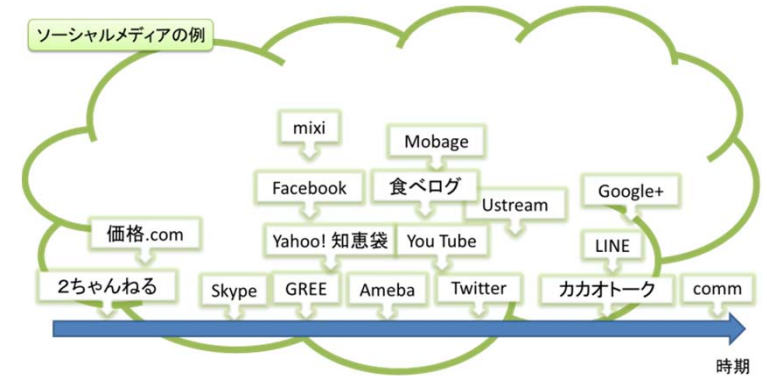 ソーシャルメディアの例
mixi
Mobage
Facebook
食べログ
Google+
Ustream
価格.com
Yahoo! 知恵袋
You Tube
LINE
2ちゃんねる
Skype
GREE
Ameba
Twitter
カカオトーク
comm
時期